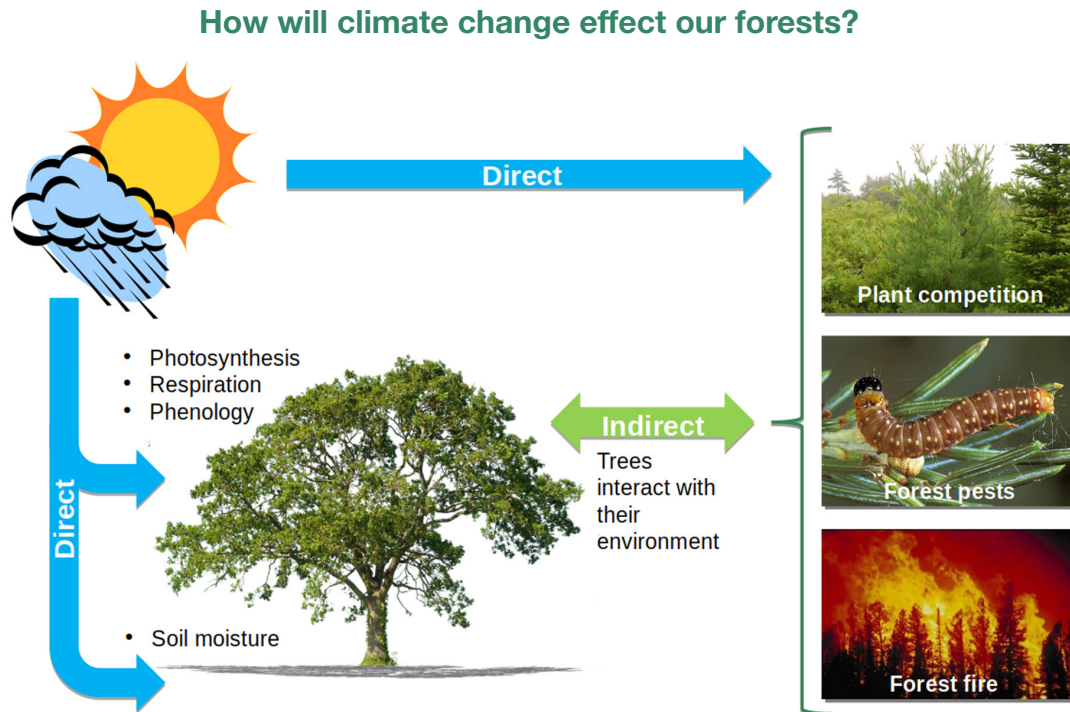 How will climate change effect our forests?
Direct
Plant competition
• Photosynthesis
• Respiration
• Phenology
Indirect
Trees
interact with
their
environment
Forest pests
Direct
• Soil moisture
Forest fire